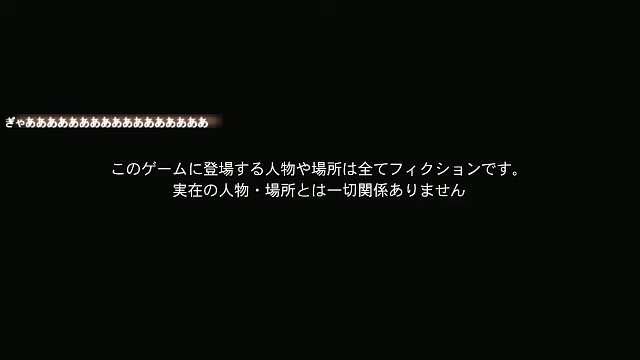 ぎゃああああああああああああああああああ
このゲームに登場する人物や場所は全てフィクションです。
実在の人物・場所とは一切関係ありません